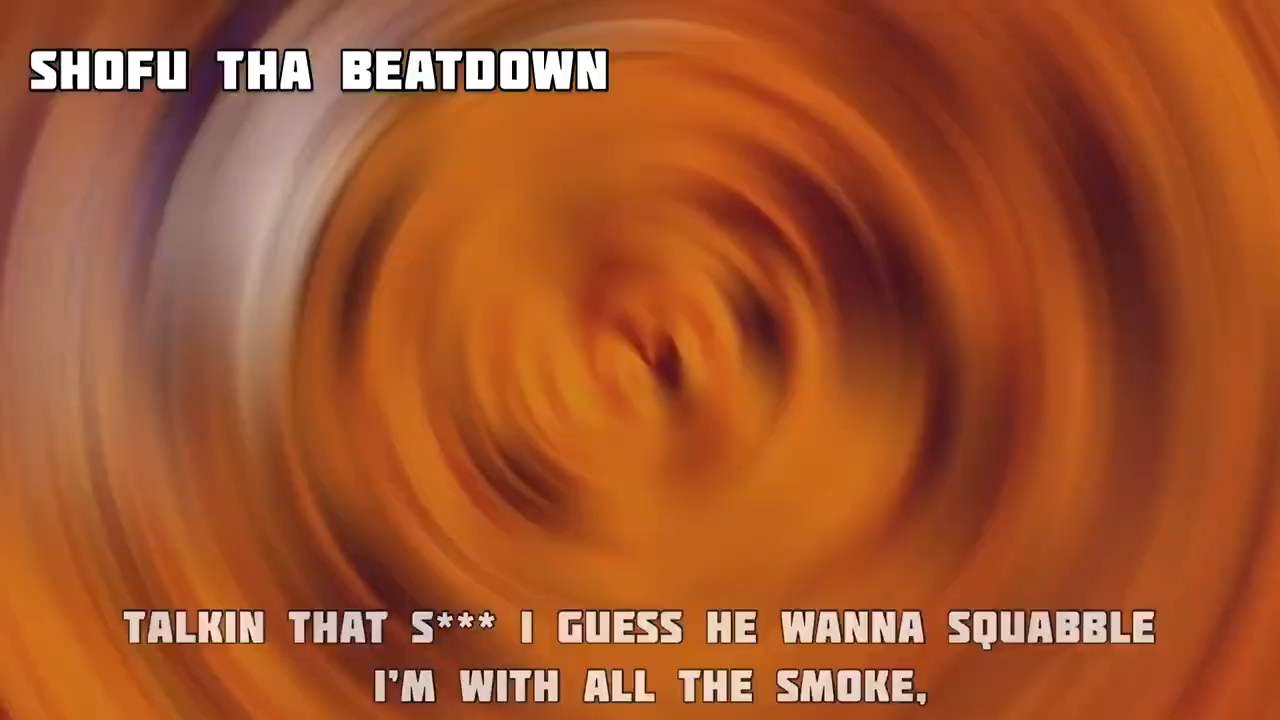 SHOFU THA BEATDOWN
TALKIN THAT S*** I GUESS HE WANNA SQUABBLE
I'M WITH ALL THE SMOKE,